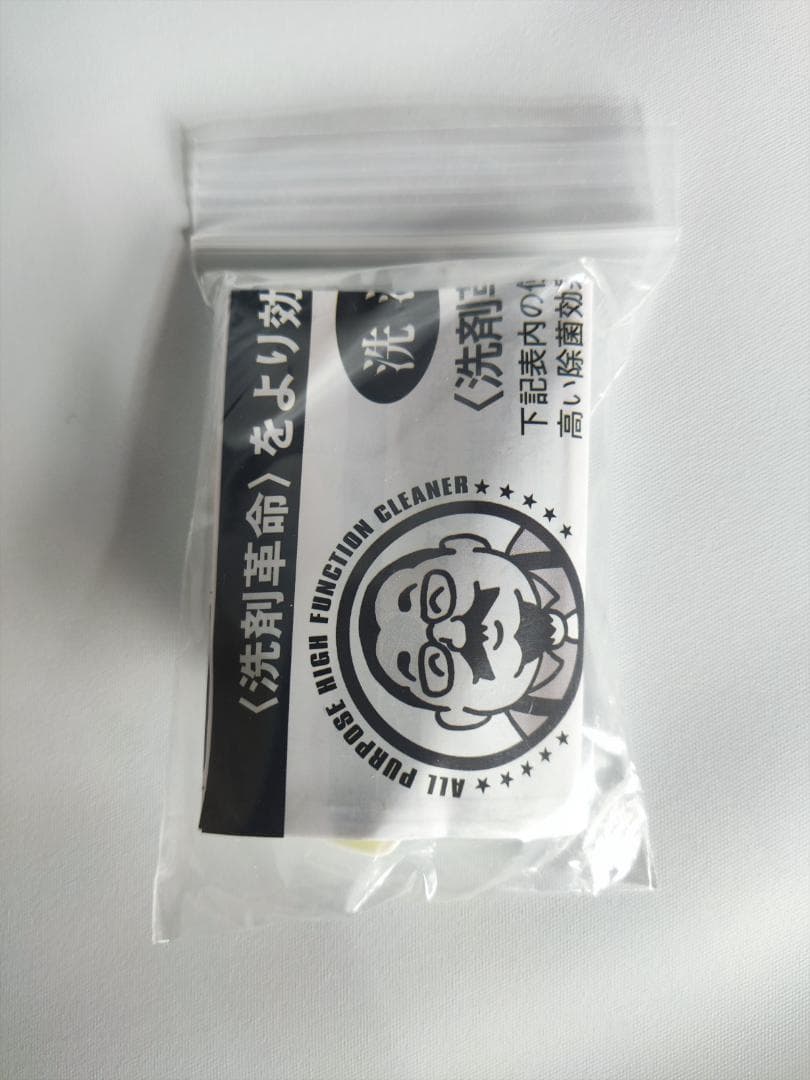 〈洗剤革命〉をより効
洗
〈洗剤革
下記表内の
高い除菌効
ALL PURPOSE HIGH FUNCTION CLEANER